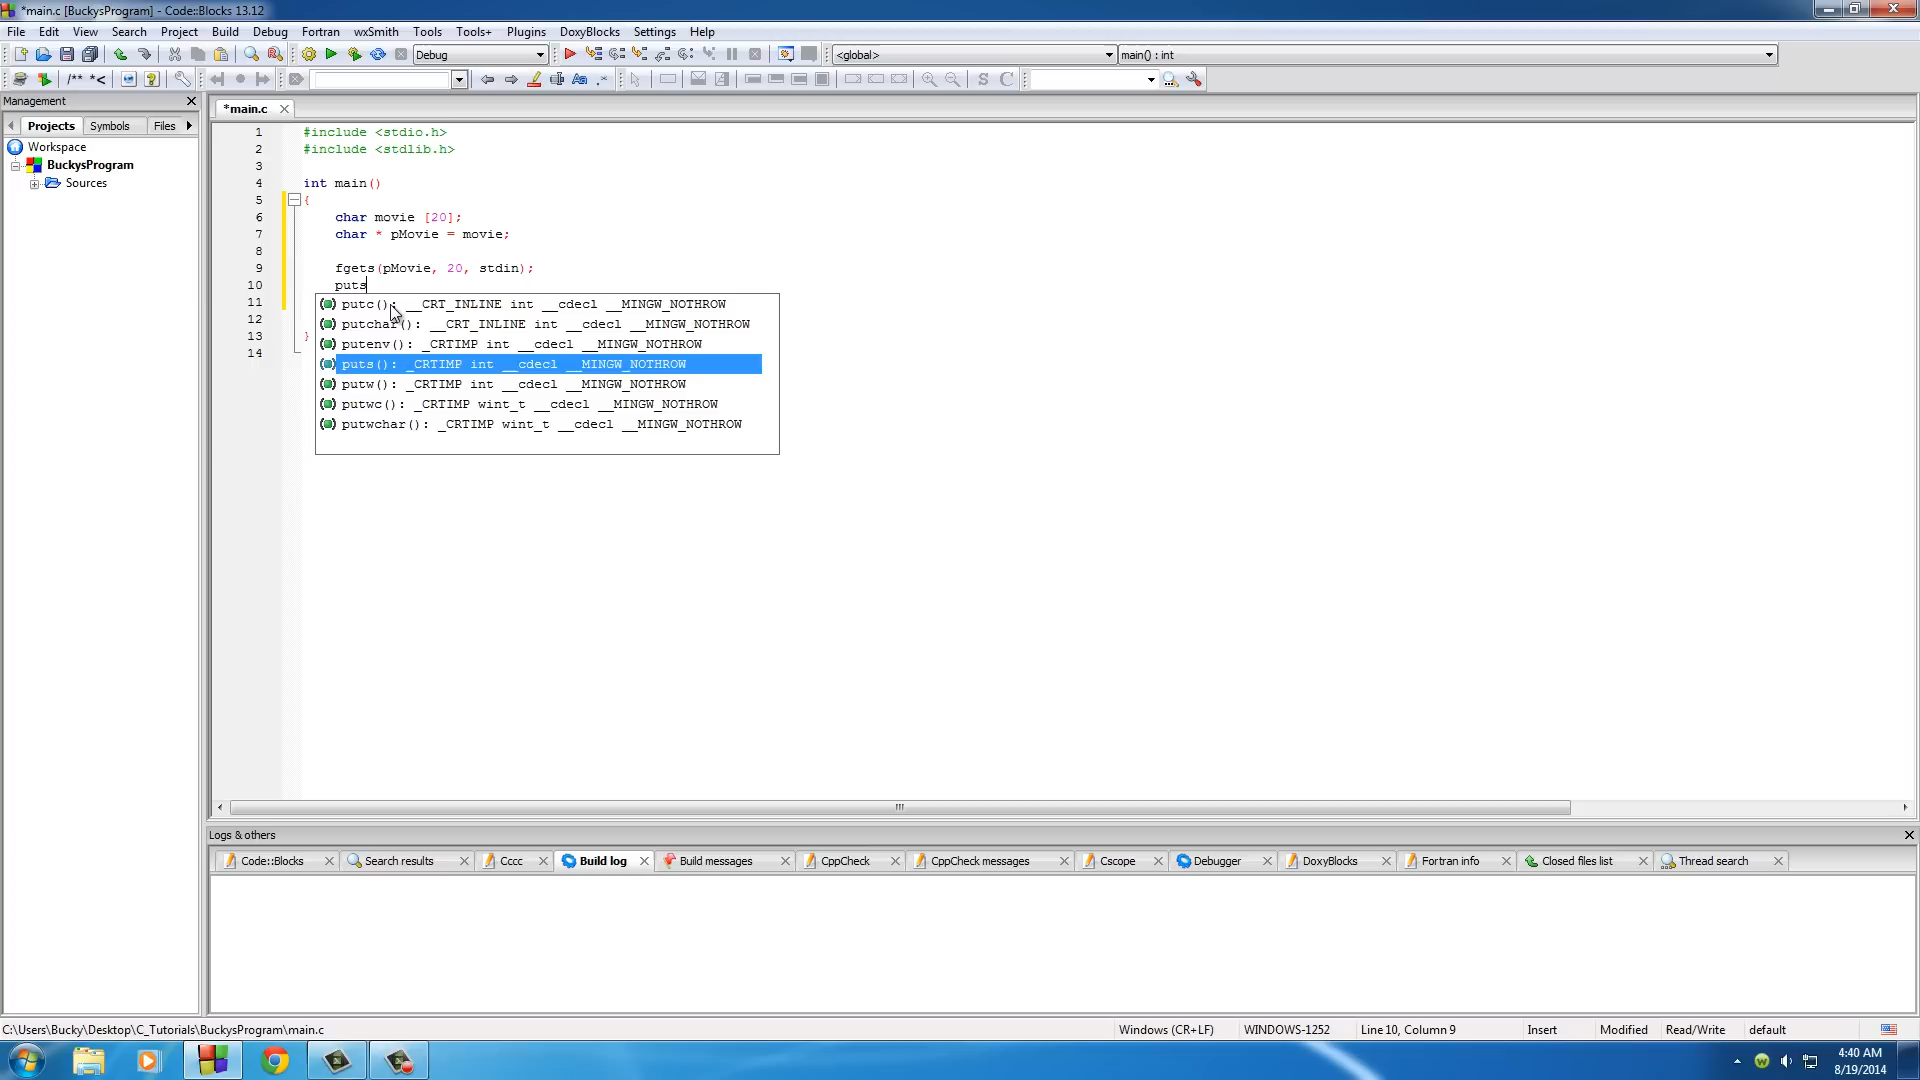 *main.c [BuckysProgram] - Code::Blocks 13.12
File Edit View Search Project Build Debug Fortran wxSmith Tools Tools+ Plugins DoxyBlocks Settings Help
Debug <global> main() : int
/** *<
Management
*main.c
Projects Symbols Files
Workspace
BuckysProgram
Sources
1 #include <stdio.h>
2 #include <stdlib.h>
3
4 int main()
5 {
6 char movie [20];
7 char * pMovie = movie;
8
9 fgets(pMovie, 20, stdin);
10 puts
11
12
13 }
14
putc(): __CRT_INLINE int __cdecl __MINGW_NOTHROW
putchar(): __CRT_INLINE int __cdecl __MINGW_NOTHROW
putenv(): _CRTIMP int __cdecl __MINGW_NOTHROW
puts(): _CRTIMP int __cdecl __MINGW_NOTHROW
putw(): _CRTIMP int __cdecl __MINGW_NOTHROW
putwc(): _CRTIMP wint_t __cdecl __MINGW_NOTHROW
putwchar(): _CRTIMP wint_t __cdecl __MINGW_NOTHROW
Logs & others
Code::Blocks Search results Cccc Build log Build messages CppCheck CppCheck messages Cscope Debugger DoxyBlocks Fortran info Closed files list Thread search
C:\Users\Bucky\Desktop\C_Tutorials\BuckysProgram\main.c Windows (CR+LF) WINDOWS-1252 Line 10, Column 9 Insert Modified Read/Write default
4:40 AM
8/19/2014